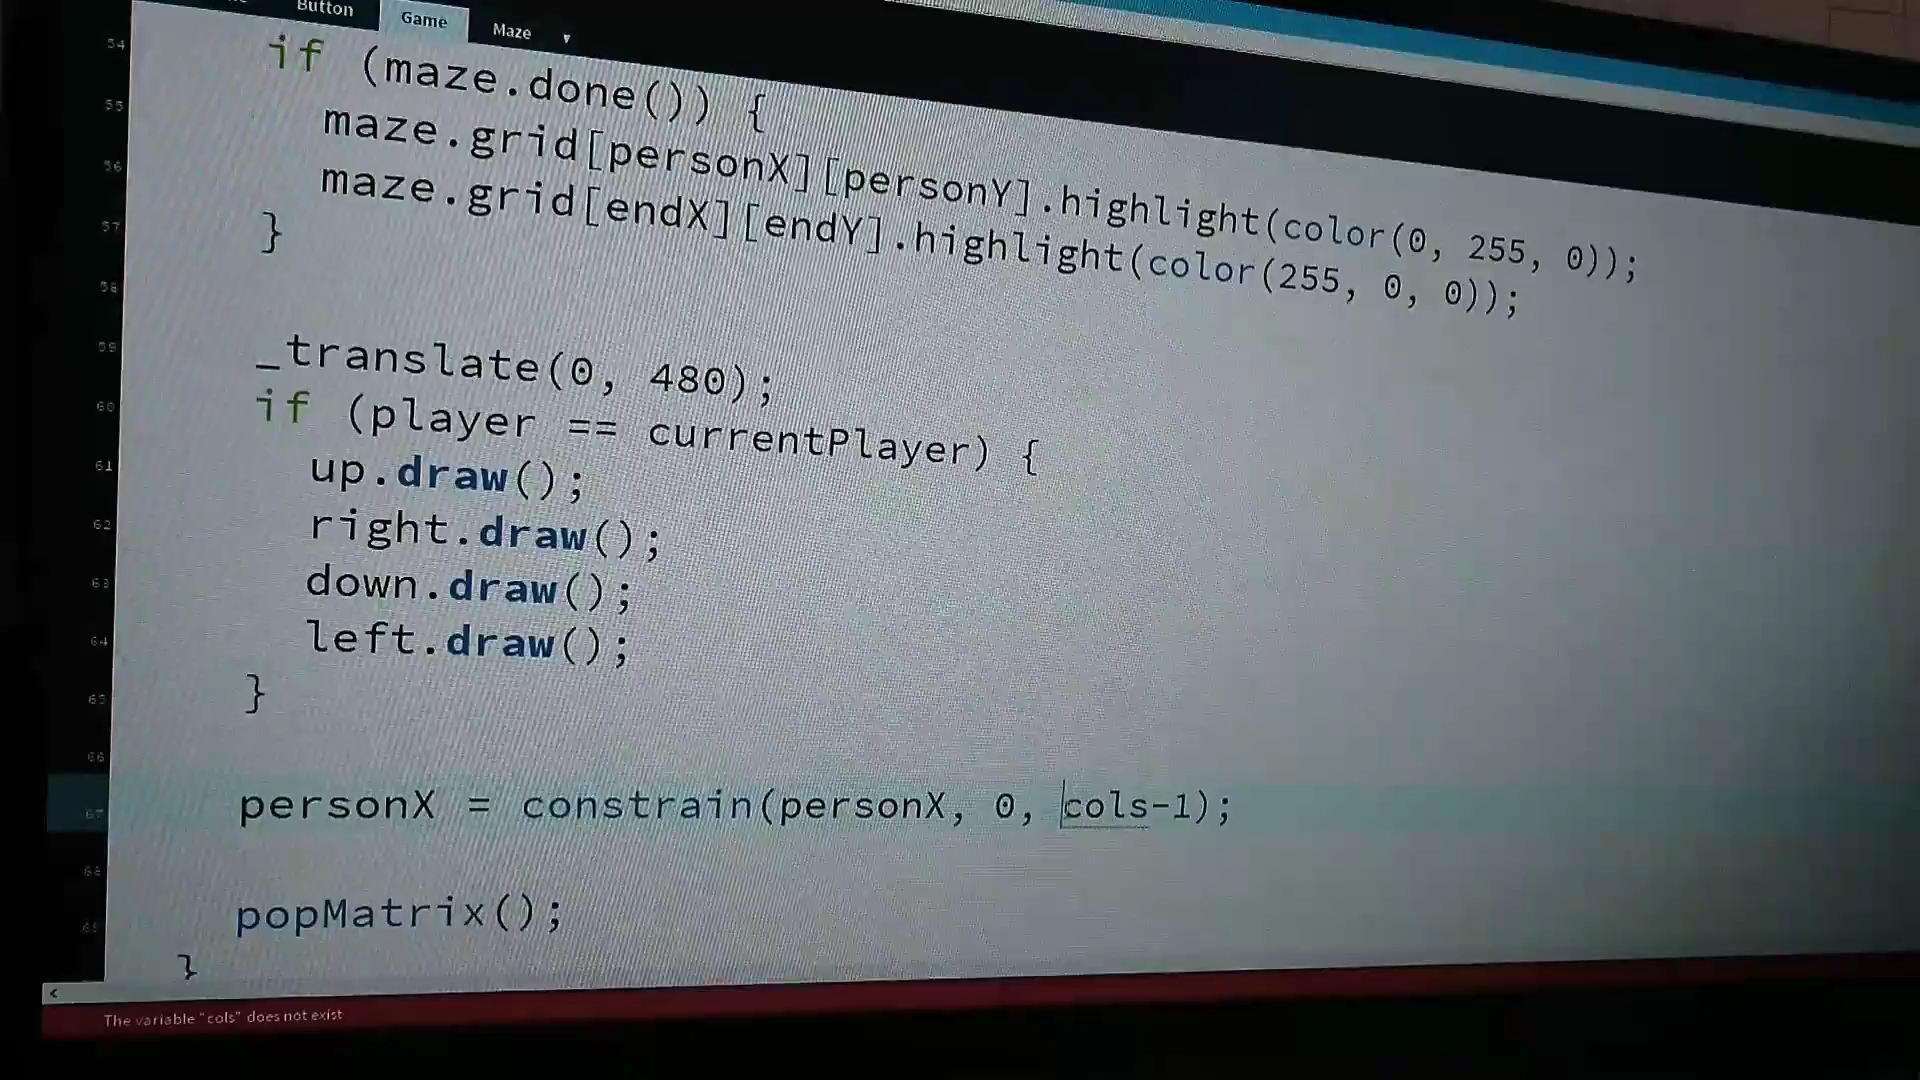 Button Game Maze
54 if (maze.done()) {
55 maze.grid[personX][personY].highlight(color(0, 255, 0));
56 maze.grid[endX][endY].highlight(color(255, 0, 0));
57 }
58
59 _translate(0, 480);
60 if (player == currentPlayer) {
61 up.draw();
62 right.draw();
63 down.draw();
64 left.draw();
65 }
66
67 personX = constrain(personX, 0, cols-1);
68
69 popMatrix();
}
The variable "cols" does not exist